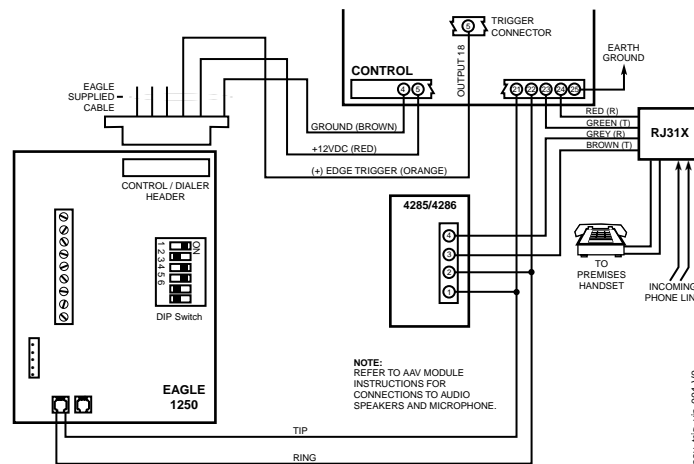 TRIGGER
CONNECTOR
5
OUTPUT 18
EARTH
GROUND
CONTROL
4 5
21 22 23 24 25
EAGLE
SUPPLIED
CABLE
GROUND (BROWN)
+12VDC (RED)
(+) EDGE TRIGGER (ORANGE)
RED (R)
GREEN (T)
GREY (R)
BROWN (T)
RJ31X
CONTROL / DIALER
HEADER
ON
1 2 3 4 5 6
DIP Switch
4285/4286
4
3
2
1
TO
PREMISES
HANDSET
INCOMING
PHONE LIN
NOTE:
REFER TO AAV MODULE
INSTRUCTIONS FOR
CONNECTIONS TO AUDIO
SPEAKERS AND MICROPHONE.
EAGLE
1250
TIP
RING